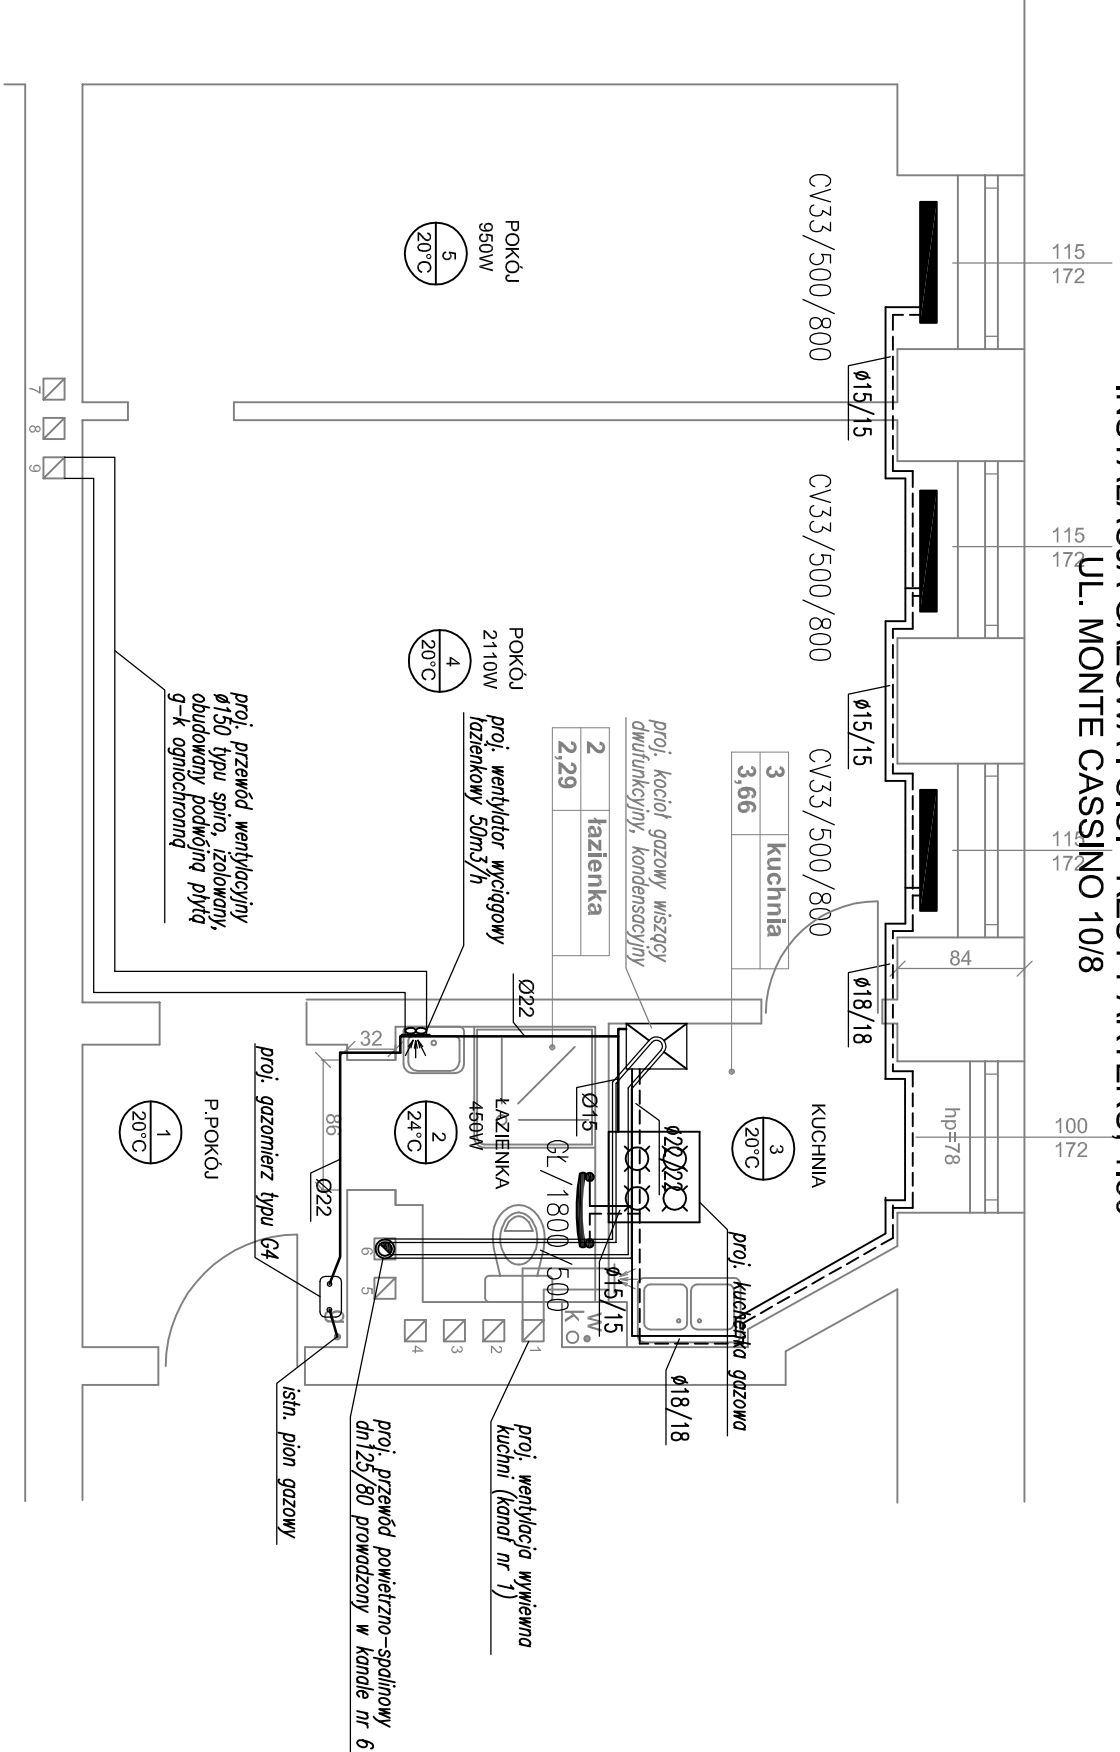 UL. MONTE CASSINO 10/8
115
172
115
172
115
172
100
172
84
hp=78
CV33/500/800
CV33/500/800
CV33/500/800
ø15/15
ø15/15
ø18/18
POKÓJ
950W
5
20°C
POKÓJ
2110W
4
20°C
KUCHNIA
3
20°C
3 kuchnia
3,66
proj. kocioł gazowy wiszący
dwufunkcyjny, kondensacyjny
2 łazienka
2,29
proj. wentylator wyciągowy
łazienkowy 50m3/h
proj. przewód wentylacyjny
ø150 typu spiro, izolowany,
obudowany podwójną płytą
g-k ogniochronną
Ø22
Ø15
ø22/22
ŁAZIENKA
450W
2
24°C
GŁ/1800/500
ø15/15
ø18/18
proj. kuchenka gazowa
W
K
32
86
Ø22
P.POKÓJ
1
20°C
proj. gazomierz typu G4
g
istn. pion gazowy
proj. wentylacja wywiewna
kuchni (kanał nr 1)
proj. przewód powietrzno-spalinowy
dn125/80 prowadzony w kanale nr 6
1
2
3
4
5
6
7
8
9